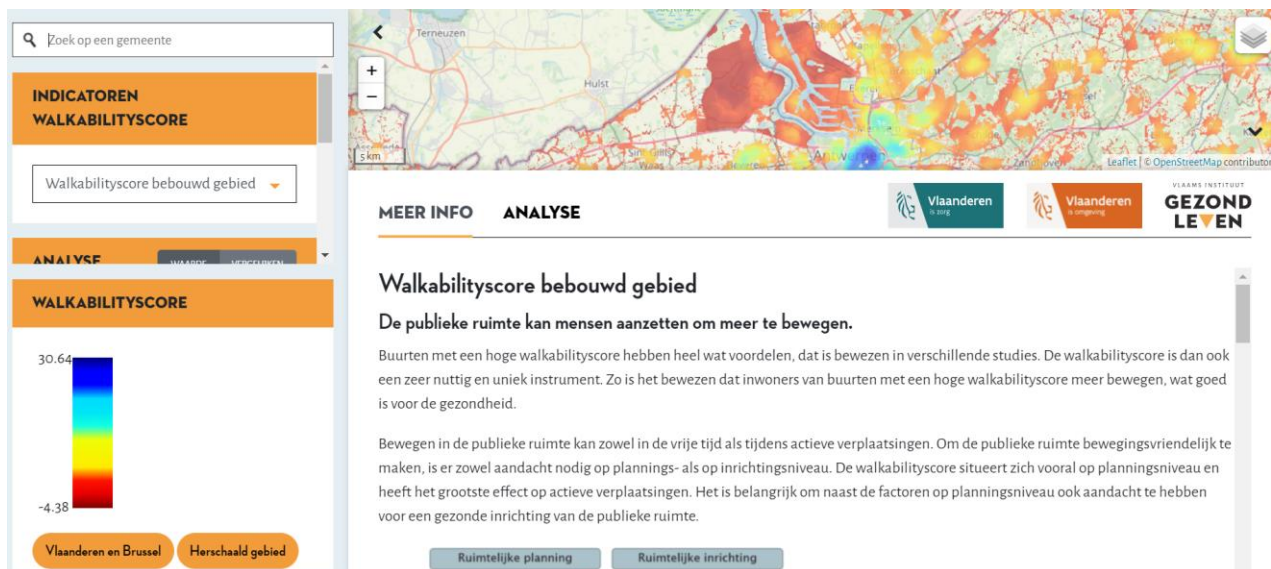 Zoek op een gemeente
INDICATOREN
WALKABILITYSCORE
Walkabilityscore bebouwd gebied
ANALYSE
WAARDE VERGELIJKEN
WALKABILITYSCORE
30.64
-4.38
Vlaanderen en Brussel Herschaald gebied
Terneuzen
+
Hulst
−
5 km
Antwerpen
Zandhoven
Leaflet | © OpenStreetMap contributor
MEER INFO ANALYSE
Vlaanderen
is zorg
Vlaanderen
is omgeving
VLAAMS INSTITUUT
GEZOND
LEVEN
Walkabilityscore bebouwd gebied
De publieke ruimte kan mensen aanzetten om meer te bewegen.
Buurten met een hoge walkabilityscore hebben heel wat voordelen, dat is bewezen in verschillende studies. De walkabilityscore is dan ook
een zeer nuttig en uniek instrument. Zo is het bewezen dat inwoners van buurten met een hoge walkabilityscore meer bewegen, wat goed
is voor de gezondheid.
Bewegen in de publieke ruimte kan zowel in de vrije tijd als tijdens actieve verplaatsingen. Om de publieke ruimte bewegingsvriendelijk te
maken, is er zowel aandacht nodig op plannings- als op inrichtingsniveau. De walkabilityscore situeert zich vooral op planningsniveau en
heeft het grootste effect op actieve verplaatsingen. Het is belangrijk om naast de factoren op planningsniveau ook aandacht te hebben
voor een gezonde inrichting van de publieke ruimte.
Ruimtelijke planning Ruimtelijke inrichting